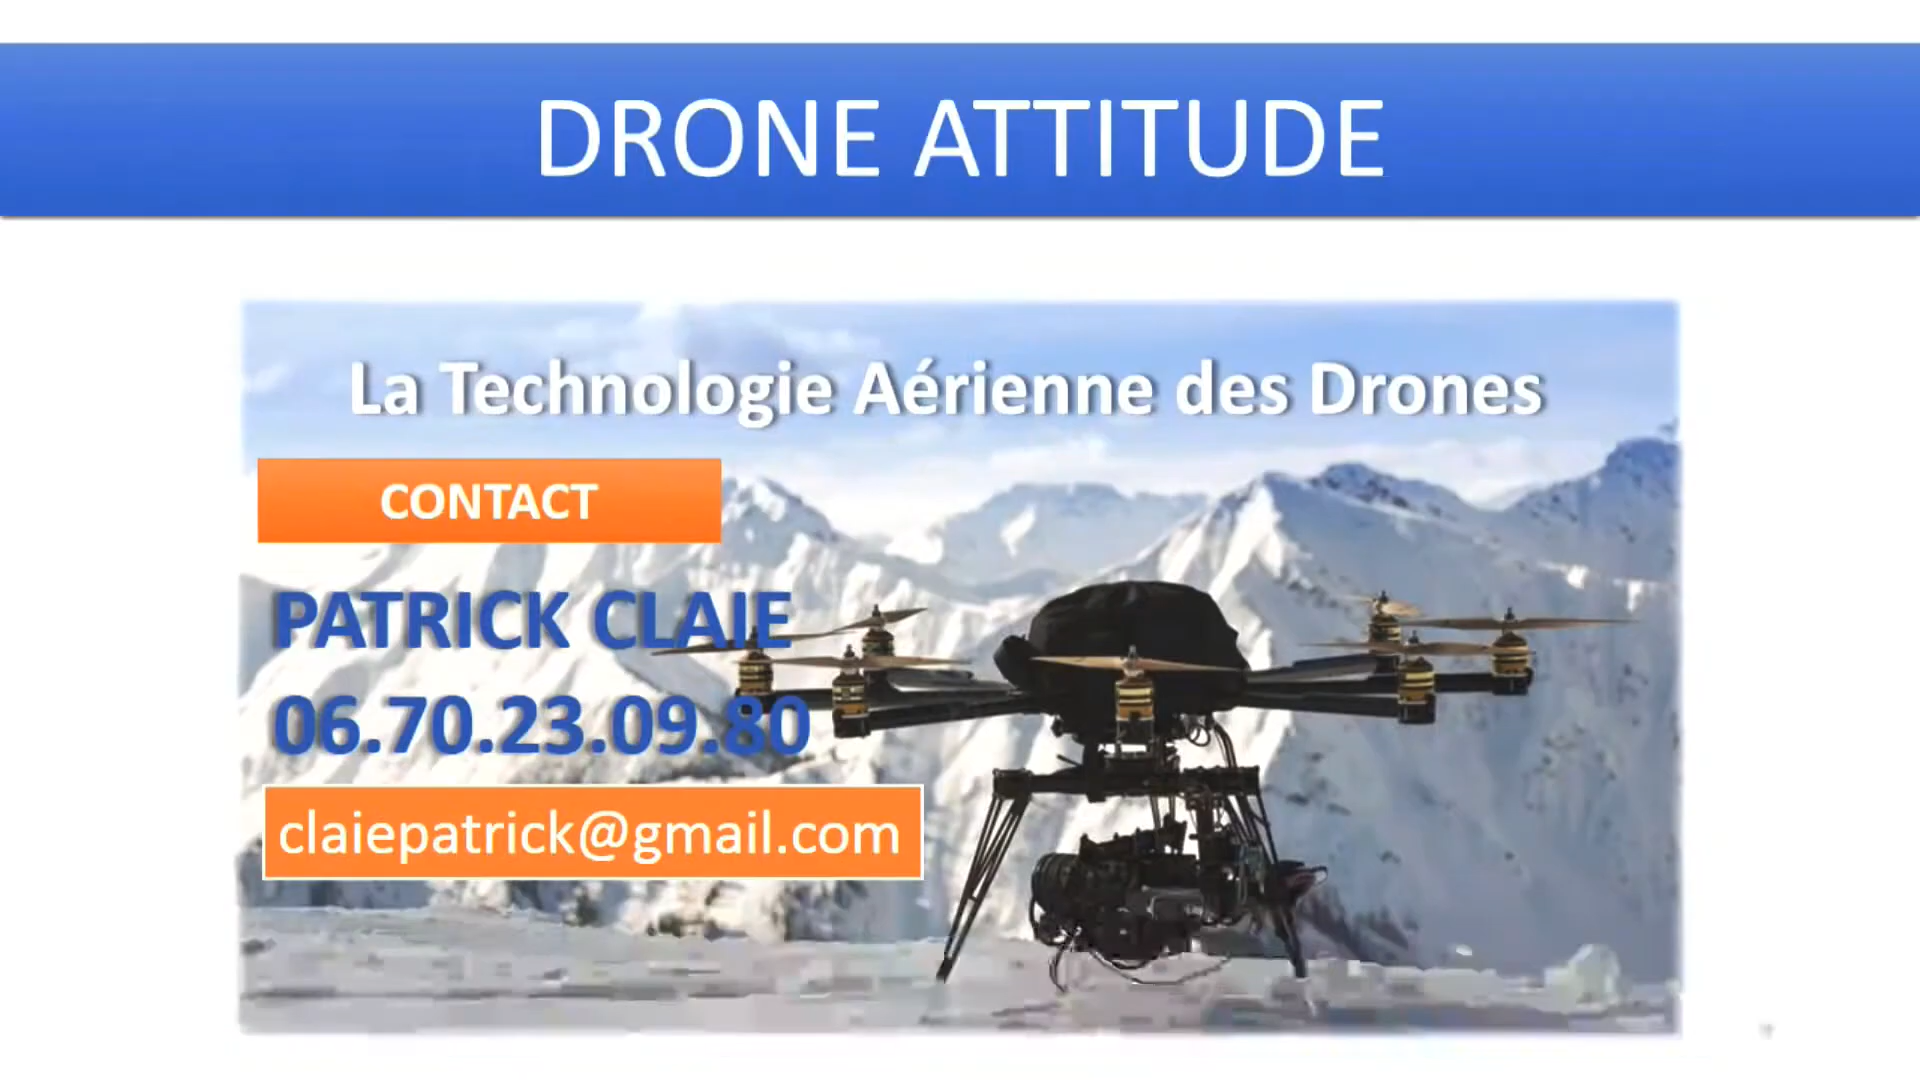 DRONE ATTITUDE
La Technologie Aérienne des Drones
CONTACT
PATRICK CLAIE
06.70.23.09.80
claiepatrick@gmail.com